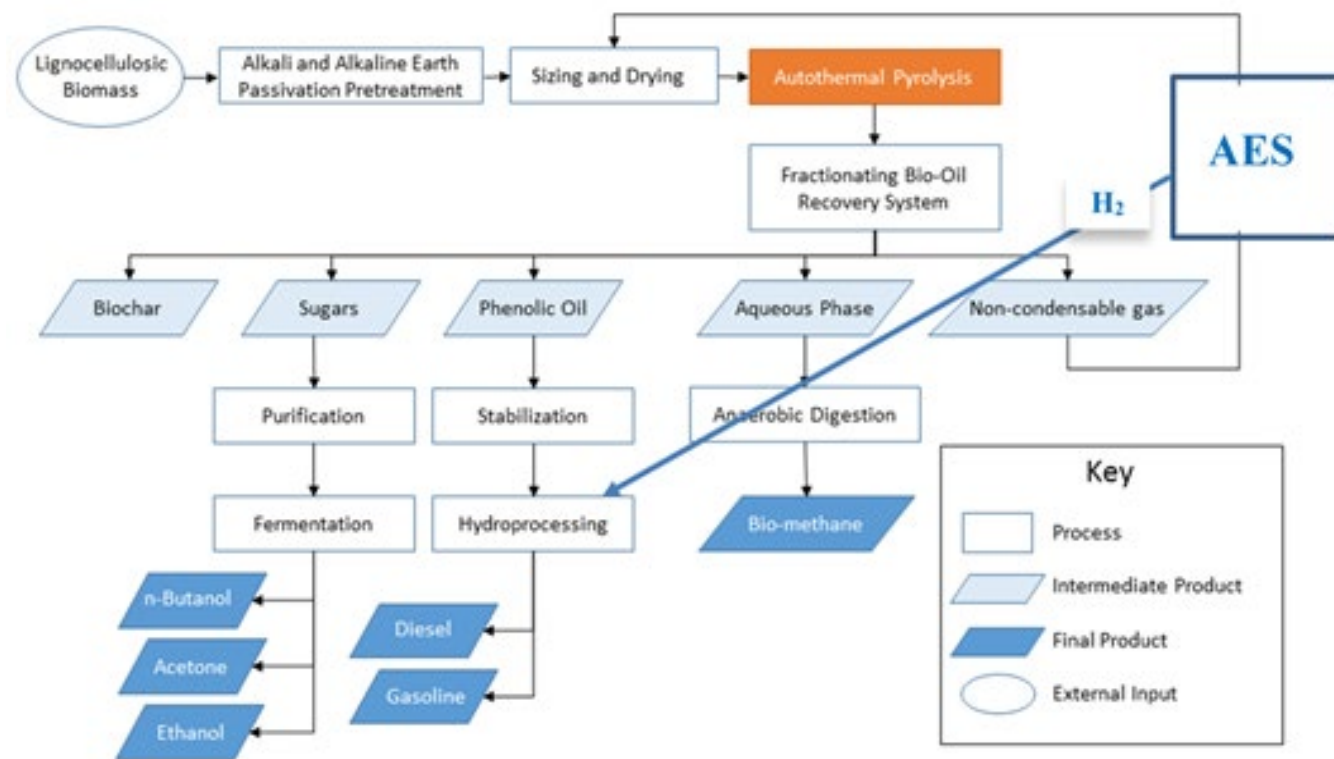 Lignocellulosic
Biomass
Alkali and Alkaline Earth
Passivation Pretreatment
Sizing and Drying
Autothermal Pyrolysis
AES
Fractionating Bio-Oil
Recovery System
H₂
Biochar
Sugars
Phenolic Oil
Aqueous Phase
Non-condensable gas
Purification
Stabilization
Anaerobic Digestion
Fermentation
Hydroprocessing
Bio-methane
n-Butanol
Acetone
Ethanol
Diesel
Gasoline
Key
Process
Intermediate Product
Final Product
External Input